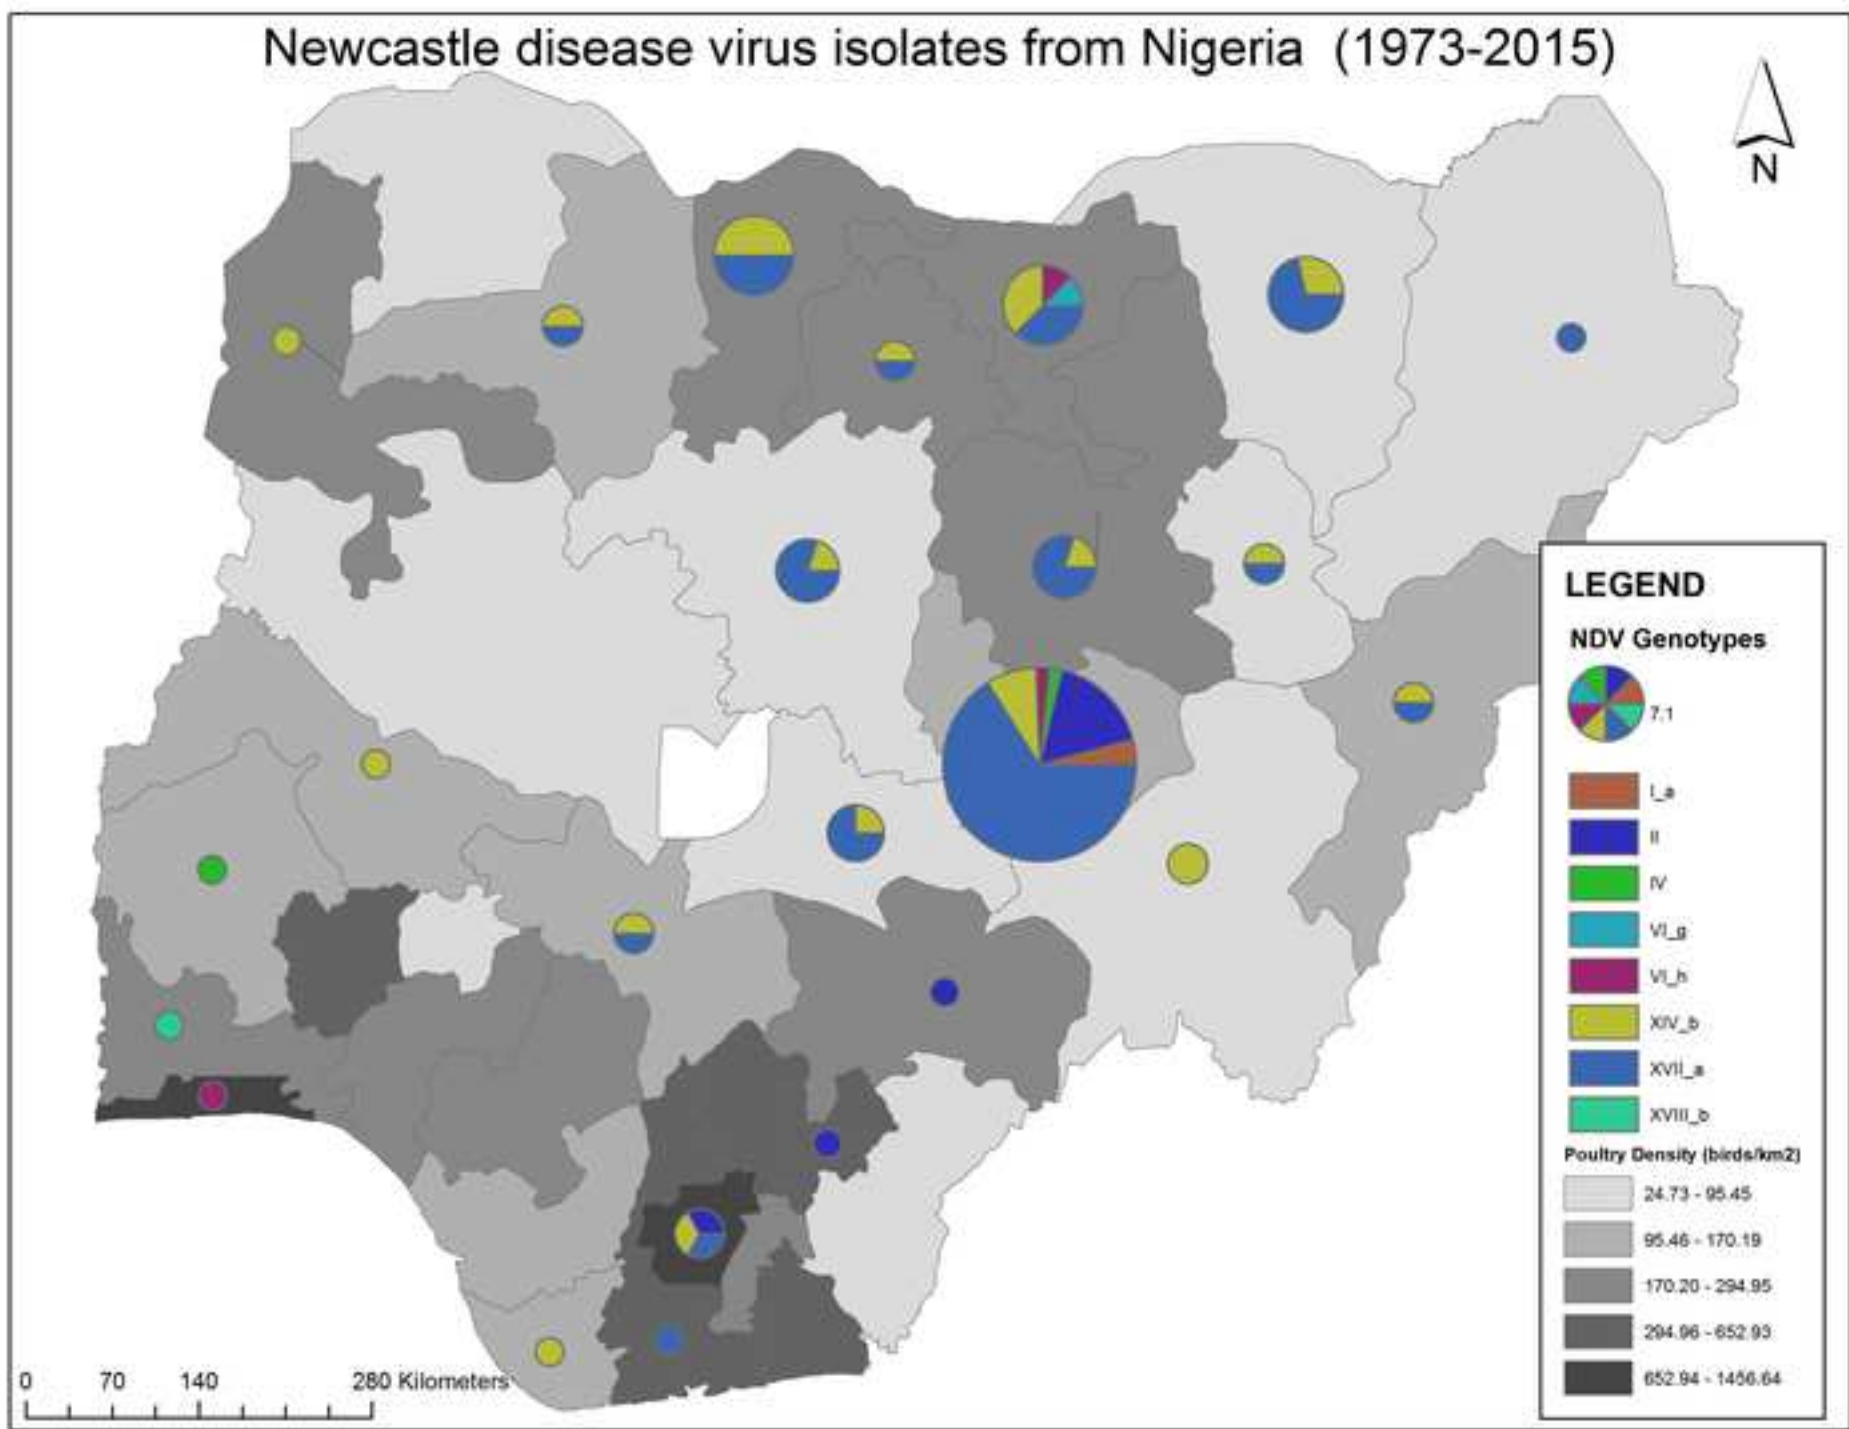 Newcastle disease virus isolates from Nigeria (1973-2015)
N
LEGEND
NDV Genotypes
7.1
I_a
II
IV
VI_g
VI_h
XIV_b
XVII_a
XVIII_b
Poultry Density (birds/km2)
24.73 - 95.45
95.46 - 170.19
170.20 - 294.95
294.96 - 652.93
652.94 - 1456.64
0 70 140 280 Kilometers